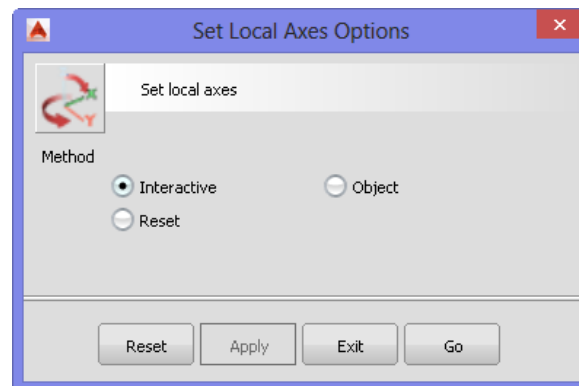 Set Local Axes Options
X
Y
Set local axes
Method
Interactive Object
Reset
Reset Apply Exit Go